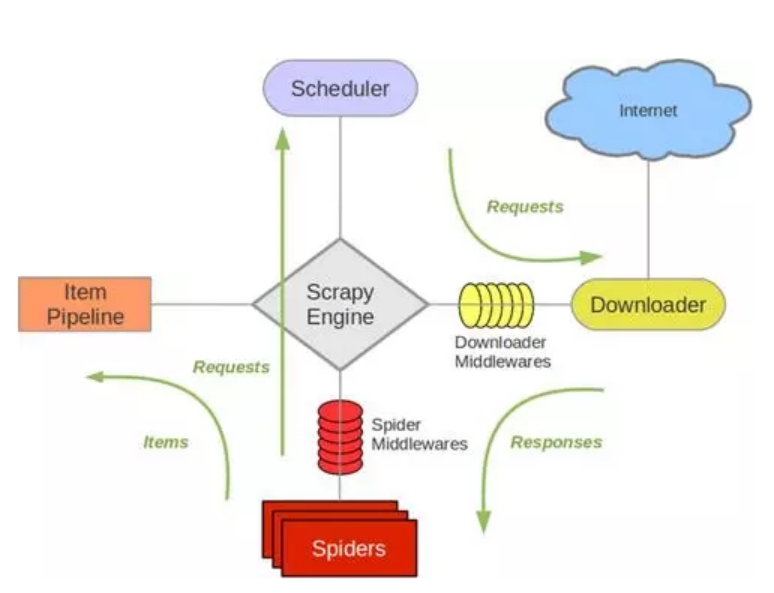 Scheduler
Internet
Requests
Item
Pipeline
Scrapy
Engine
Downloader
Downloader
Middlewares
Requests
Items
Spider
Middlewares
Responses
Spiders